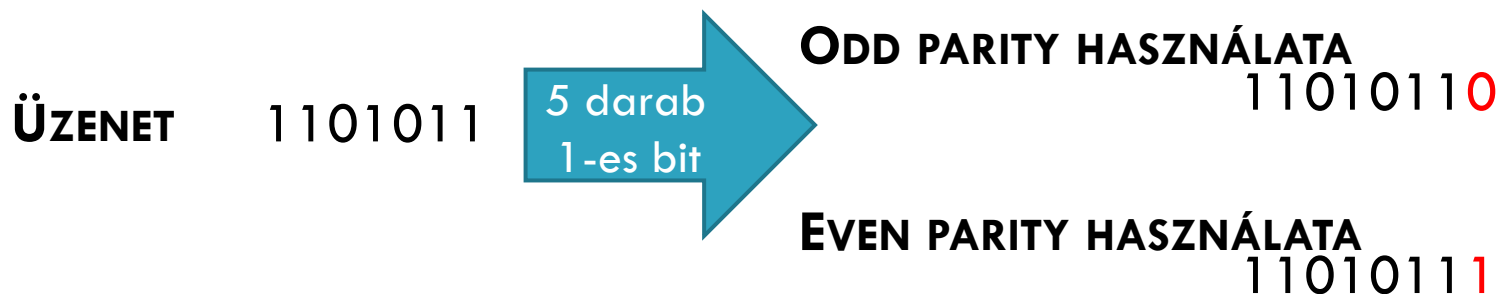 ÜZENET 1101011
5 darab
1-es bit
ODD PARITY HASZNÁLATA
11010110
EVEN PARITY HASZNÁLATA
11010111